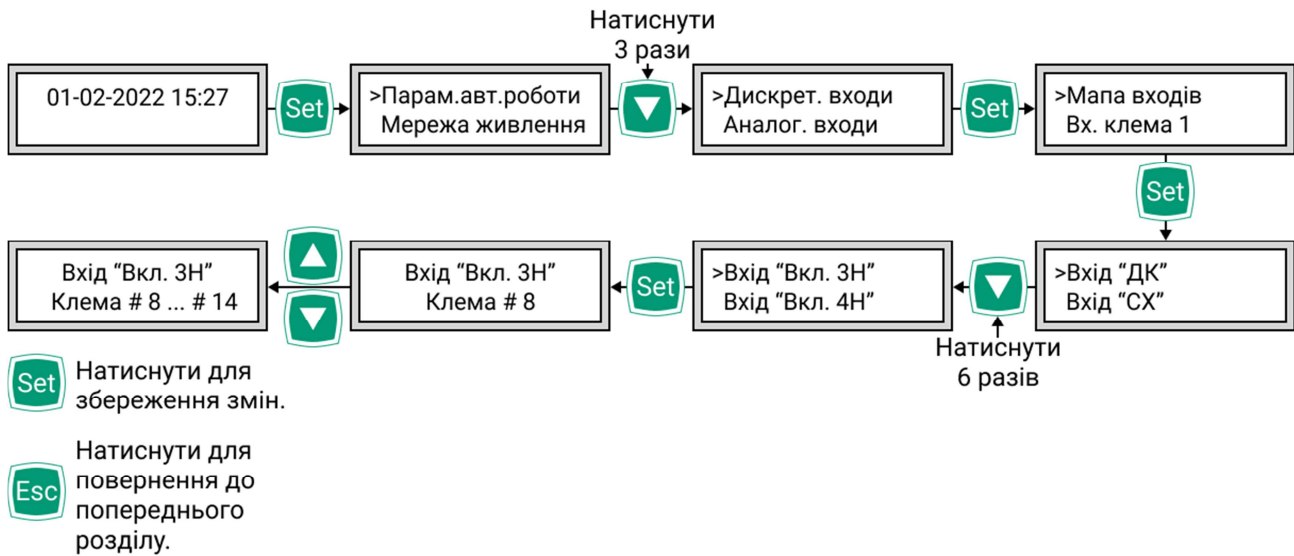 Натиснути
3 рази
01-02-2022 15:27
Set
>Парам.авт.роботи
Мережа живлення
>Дискрет. входи
Аналог. входи
Set
>Мапа входів
Вх. клема 1
Set
>Вхід “ДК”
Вхід “СХ”
Натиснути
6 разів
>Вхід “Вкл. 3Н”
Вхід “Вкл. 4Н”
Set
Вхід “Вкл. 3Н”
Клема # 8
Вхід “Вкл. 3Н”
Клема # 8 ... # 14
Set
Натиснути для
збереження змін.
Esc
Натиснути для
повернення до
попереднього
розділу.